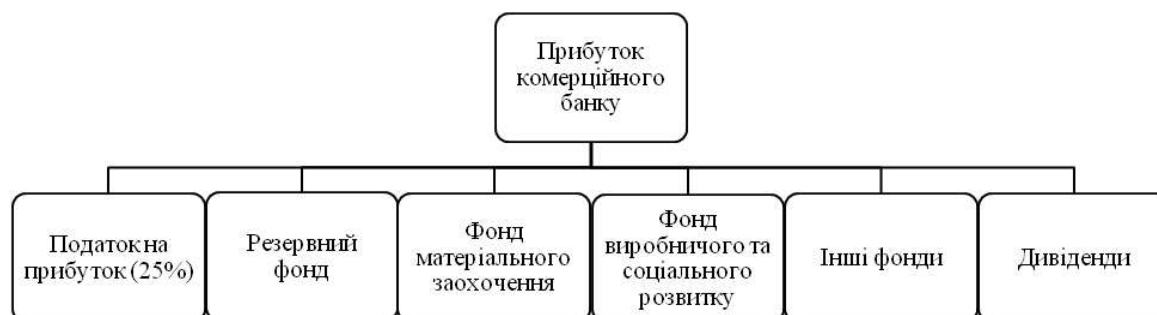 Прибуток
комерційного
банку
Податок на
прибуток (25%)
Резервний
фонд
Фонд
матеріального
заохочення
Фонд
виробничого та
соціального
розвитку
Інші фонди
Дивіденди